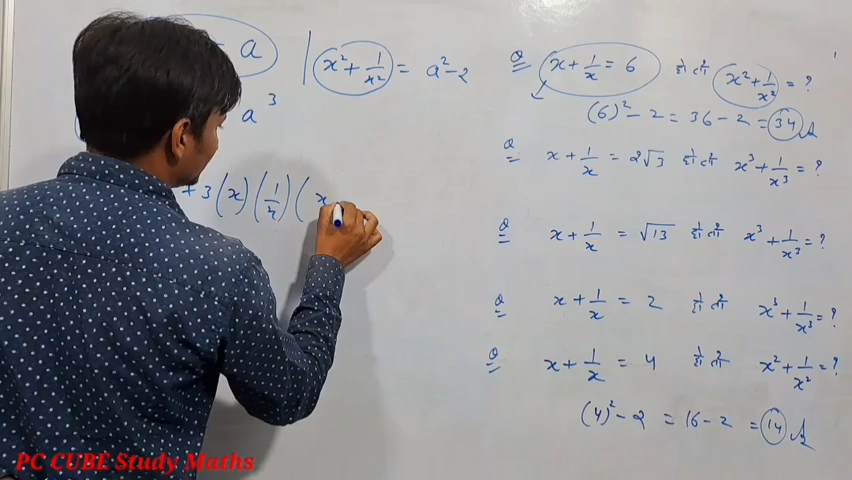 a | x² + 1/x² = a² - 2
a³
+ 3 (x) (1/x) ( x
Q x + 1/x = 6 हो तो x² + 1/x² = ?
(6)² - 2 = 36 - 2 = 34 A
Q x + 1/x = 2√3 हो तो x³ + 1/x³ = ?
Q x + 1/x = √13 हो तो x³ + 1/x³ = ?
Q x + 1/x = 2 हो तो x³ + 1/x³ = ?
Q x + 1/x = 4 हो तो x² + 1/x² = ?
(4)² - 2 = 16 - 2 = 14 A
PC CUBE Study Maths